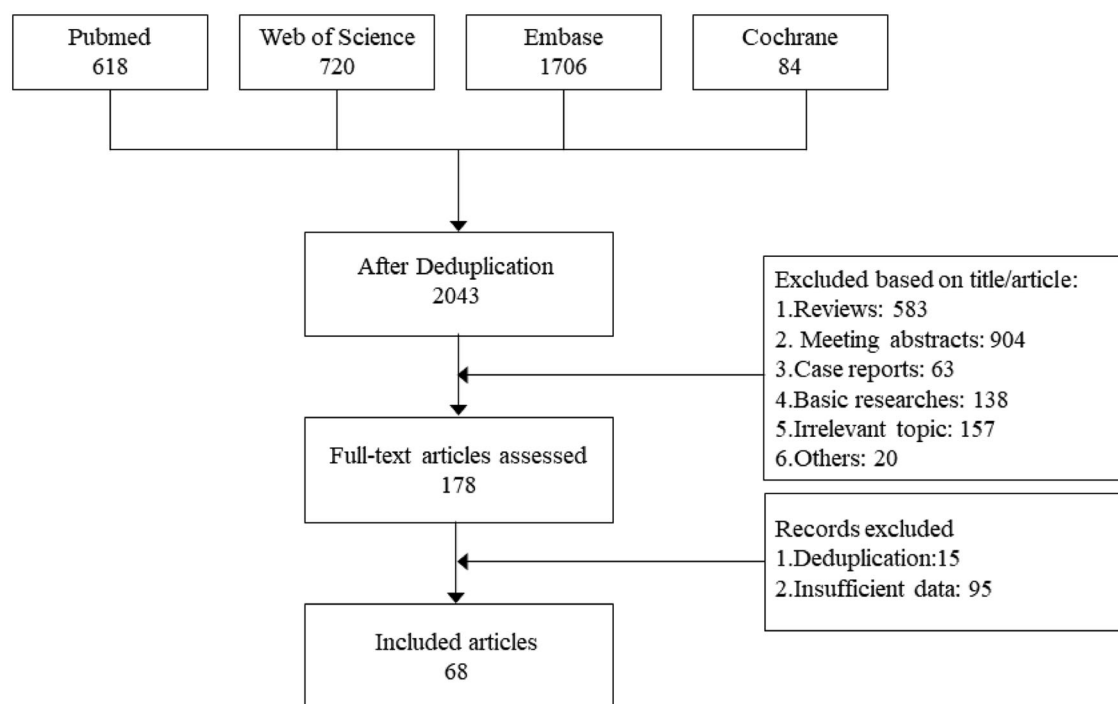 Pubmed
618
Web of Science
720
Embase
1706
Cochrane
84
After Deduplication
2043
Excluded based on title/article:
1.Reviews: 583
2. Meeting abstracts: 904
3.Case reports: 63
4.Basic researches: 138
5.Irrelevant topic: 157
6.Others: 20
Full-text articles assessed
178
Records excluded
1.Deduplication:15
2.Insufficient data: 95
Included articles
68